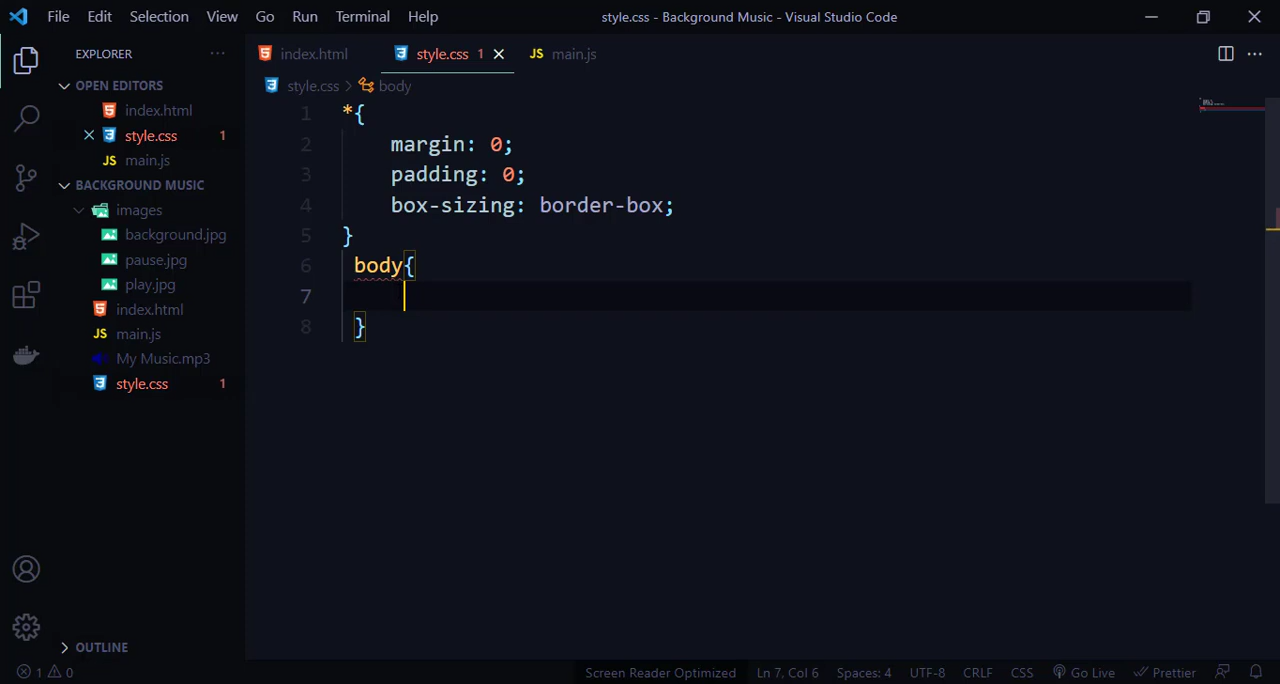 File Edit Selection View Go Run Terminal Help style.css - Background Music - Visual Studio Code
EXPLORER ···
OPEN EDITORS
index.html
style.css 1
JS main.js
BACKGROUND MUSIC
images
background.jpg
pause.jpg
play.jpg
index.html
JS main.js
My Music.mp3
style.css 1
OUTLINE
index.html style.css 1 JS main.js
style.css > body
1 *{
2 margin: 0;
3 padding: 0;
4 box-sizing: border-box;
5 }
6 body{
7
8 }
1 0 Screen Reader Optimized Ln 7, Col 6 Spaces: 4 UTF-8 CRLF CSS Go Live Prettier